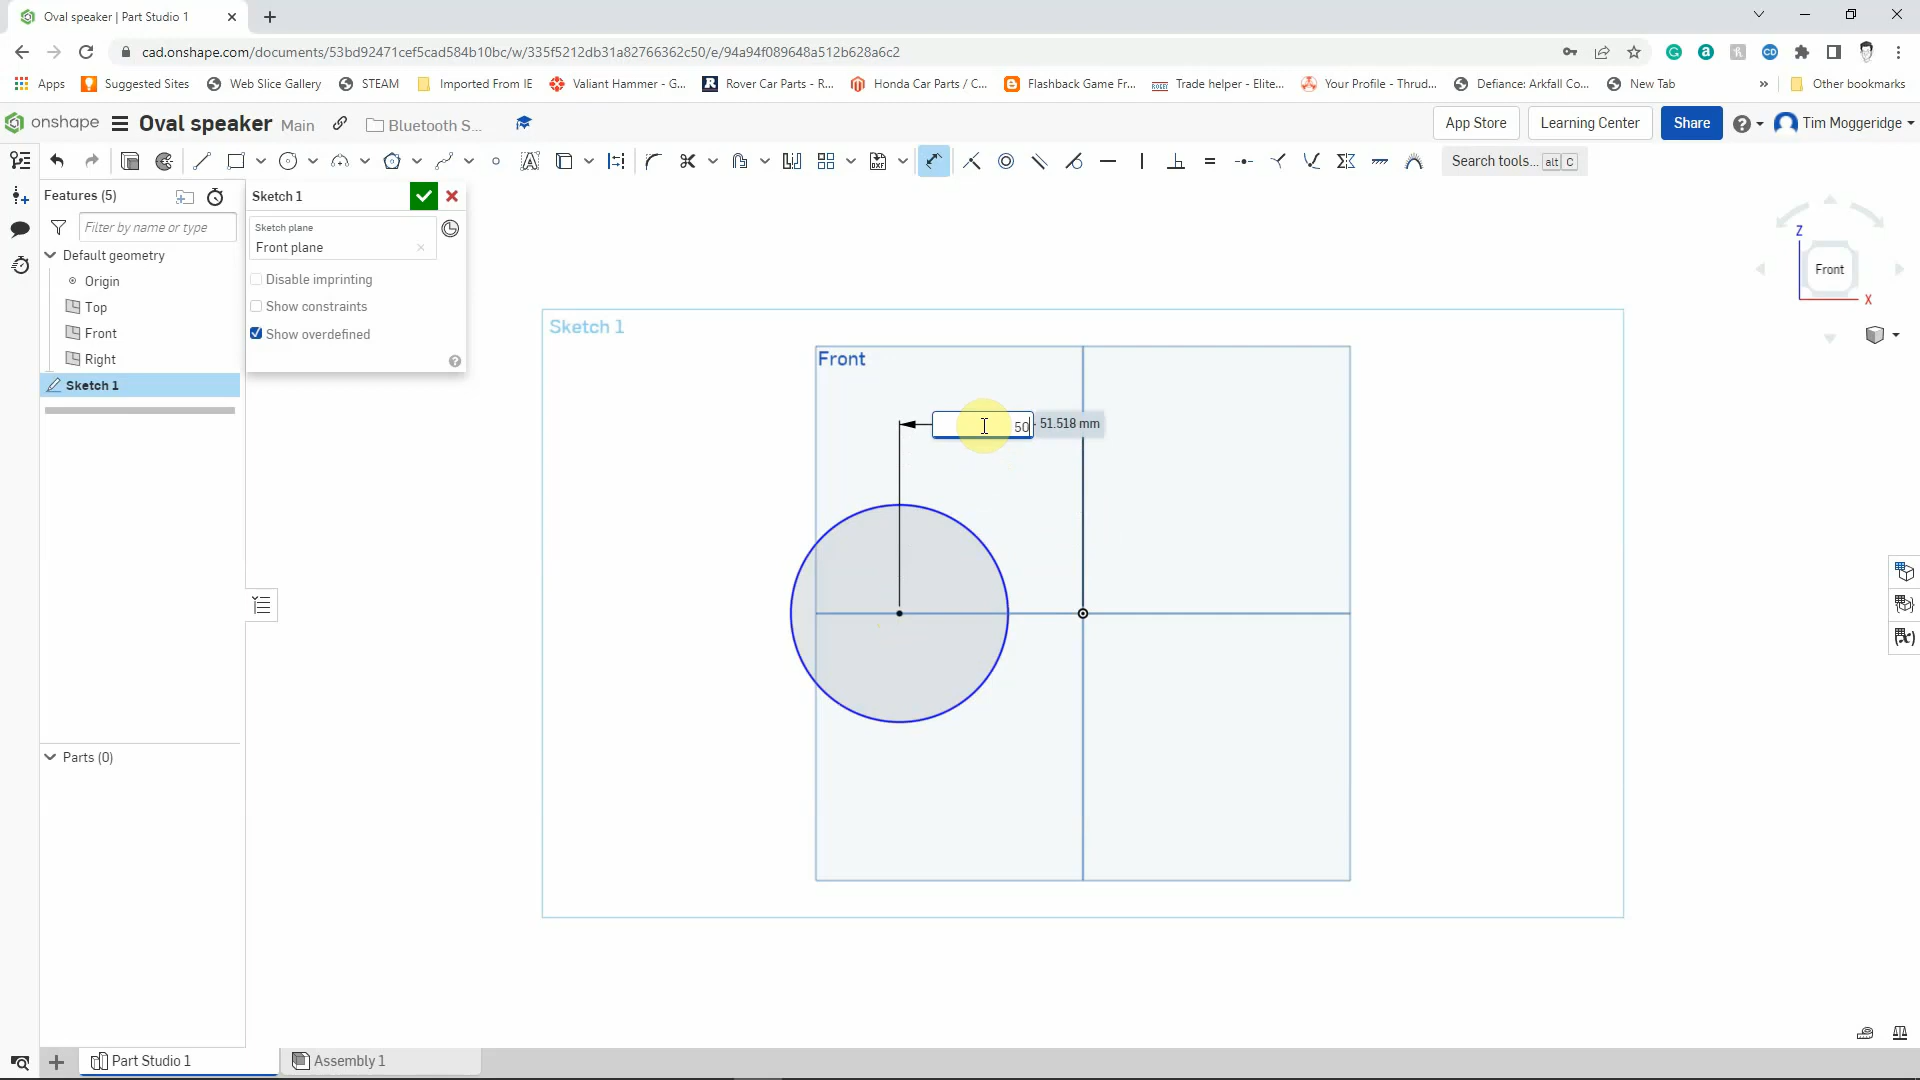 Oval speaker | Part Studio 1
cad.onshape.com/documents/53bd92471cef5cad584b10bc/w/335f5212db31a82766362c50/e/94a94f089648a512b628a6c2
Apps Suggested Sites Web Slice Gallery STEAM Imported From IE Valiant Hammer - G... Rover Car Parts - R... Honda Car Parts / C... Flashback Game Fr... Trade helper - Elite... Your Profile - Thrud... Defiance: Arkfall Co... New Tab » Other bookmarks
onshape Oval speaker Main Bluetooth S... App Store Learning Center Share Tim Moggeridge
Search tools... alt C
Features (5)
Filter by name or type
Default geometry
Origin
Top
Front
Right
Sketch 1
Parts (0)
Sketch 1
Sketch plane
Front plane
Disable imprinting
Show constraints
Show overdefined
Sketch 1
Front
50 51.518 mm
Z
Front
X
Part Studio 1 Assembly 1